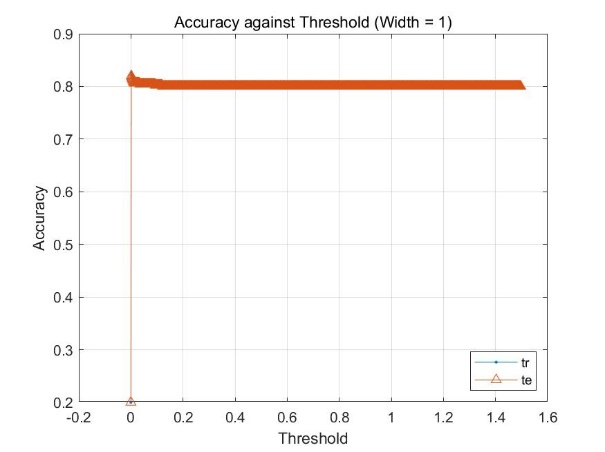 Accuracy against Threshold (Width = 1)
0.9
0.8
0.7
0.6
0.5
0.4
0.3
0.2
Accuracy
tr
te
-0.2 0 0.2 0.4 0.6 0.8 1 1.2 1.4 1.6
Threshold